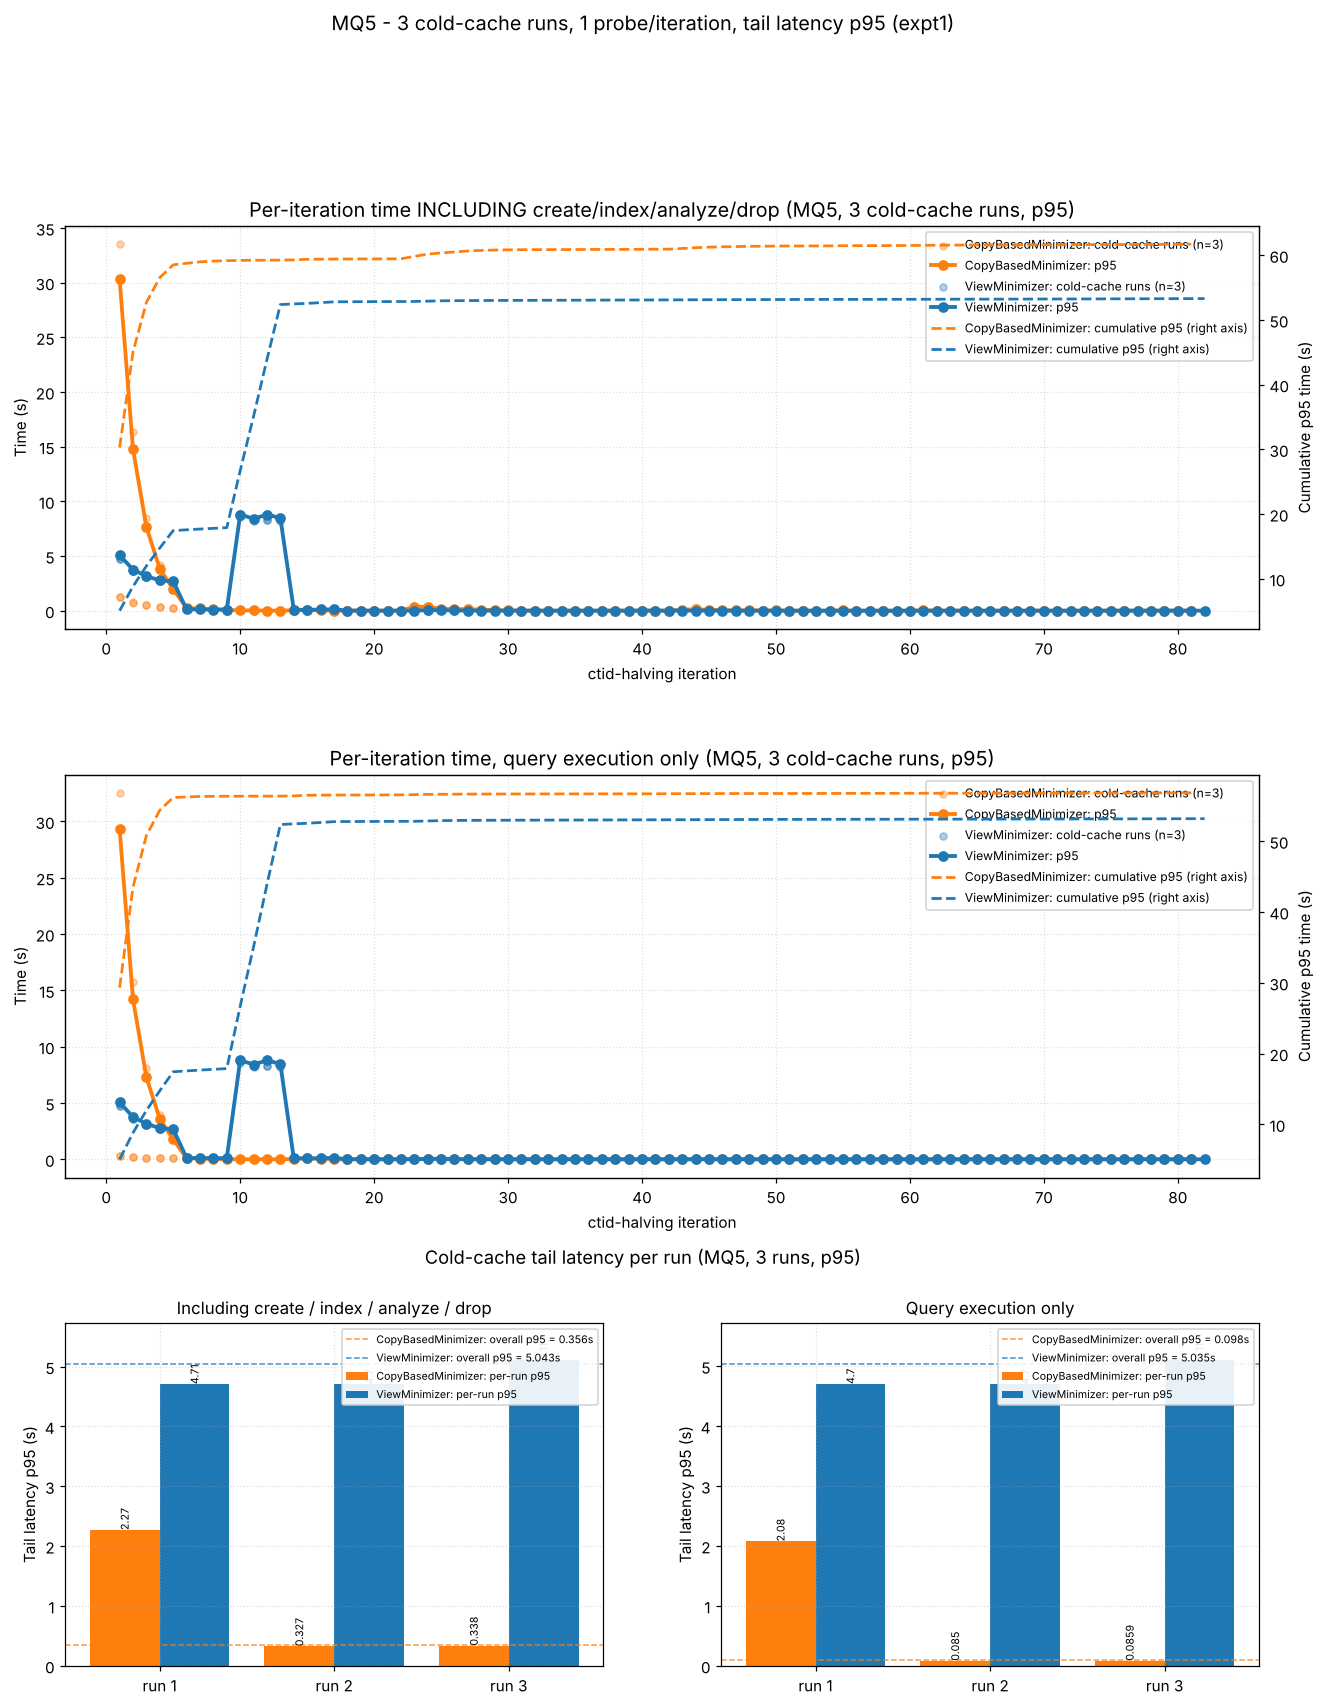 MQ5 - 3 cold-cache runs, 1 probe/iteration, tail latency p95 (expt1)
Per-iteration time INCLUDING create/index/analyze/drop (MQ5, 3 cold-cache runs, p95)
35
30
25
20
15
10
5
0
Time (s)
60
50
40
30
20
10
Cumulative p95 time (s)
CopyBasedMinimizer: cold-cache runs (n=3)
CopyBasedMinimizer: p95
ViewMinimizer: cold-cache runs (n=3)
ViewMinimizer: p95
CopyBasedMinimizer: cumulative p95 (right axis)
ViewMinimizer: cumulative p95 (right axis)
0 10 20 30 40 50 60 70 80
ctid-halving iteration
Per-iteration time, query execution only (MQ5, 3 cold-cache runs, p95)
30
25
20
15
10
5
0
Time (s)
50
40
30
20
10
Cumulative p95 time (s)
CopyBasedMinimizer: cold-cache runs (n=3)
CopyBasedMinimizer: p95
ViewMinimizer: cold-cache runs (n=3)
ViewMinimizer: p95
CopyBasedMinimizer: cumulative p95 (right axis)
ViewMinimizer: cumulative p95 (right axis)
0 10 20 30 40 50 60 70 80
ctid-halving iteration
Cold-cache tail latency per run (MQ5, 3 runs, p95)
Including create / index / analyze / drop
5
4
3
2
1
0
Tail latency p95 (s)
CopyBasedMinimizer: overall p95 = 0.356s
ViewMinimizer: overall p95 = 5.043s
CopyBasedMinimizer: per-run p95
ViewMinimizer: per-run p95
2.27
4.71
0.327
0.338
run 1 run 2 run 3
Query execution only
5
4
3
2
1
0
Tail latency p95 (s)
CopyBasedMinimizer: overall p95 = 0.098s
ViewMinimizer: overall p95 = 5.035s
CopyBasedMinimizer: per-run p95
ViewMinimizer: per-run p95
2.08
4.7
0.085
0.0859
run 1 run 2 run 3